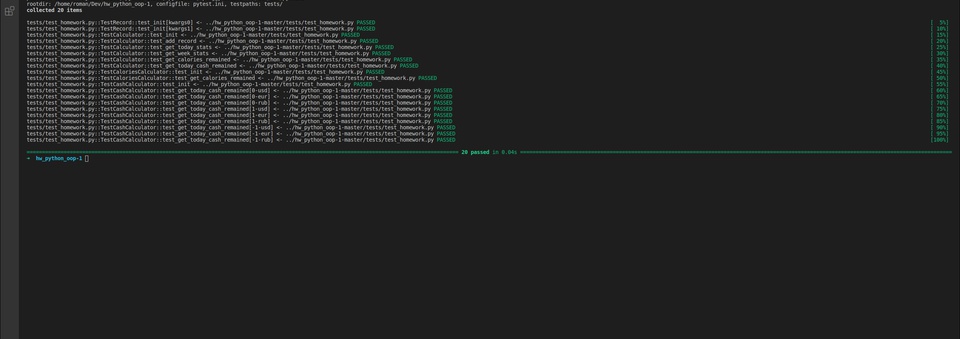 rootdir: /home/roman/Dev/hw_python_oop-1, configfile: pytest.ini, testpaths: tests/
collected 20 items
tests/test_homework.py::TestRecord::test_init[kwargs0] <- ../hw_python_oop-1-master/tests/test_homework.py PASSED [ 5%]
tests/test_homework.py::TestRecord::test_init[kwargs1] <- ../hw_python_oop-1-master/tests/test_homework.py PASSED [ 10%]
tests/test_homework.py::TestCalculator::test_init <- ../hw_python_oop-1-master/tests/test_homework.py PASSED [ 15%]
tests/test_homework.py::TestCalculator::test_add_record <- ../hw_python_oop-1-master/tests/test_homework.py PASSED [ 20%]
tests/test_homework.py::TestCalculator::test_get_today_stats <- ../hw_python_oop-1-master/tests/test_homework.py PASSED [ 25%]
tests/test_homework.py::TestCalculator::test_get_week_stats <- ../hw_python_oop-1-master/tests/test_homework.py PASSED [ 30%]
tests/test_homework.py::TestCalculator::test_get_calories_remained <- ../hw_python_oop-1-master/tests/test_homework.py PASSED [ 35%]
tests/test_homework.py::TestCalculator::test_get_today_cash_remained <- ../hw_python_oop-1-master/tests/test_homework.py PASSED [ 40%]
tests/test_homework.py::TestCaloriesCalculator::test_init <- ../hw_python_oop-1-master/tests/test_homework.py PASSED [ 45%]
tests/test_homework.py::TestCaloriesCalculator::test_get_calories_remained <- ../hw_python_oop-1-master/tests/test_homework.py PASSED [ 50%]
tests/test_homework.py::TestCashCalculator::test_init <- ../hw_python_oop-1-master/tests/test_homework.py PASSED [ 55%]
tests/test_homework.py::TestCashCalculator::test_get_today_cash_remained[0-usd] <- ../hw_python_oop-1-master/tests/test_homework.py PASSED [ 60%]
tests/test_homework.py::TestCashCalculator::test_get_today_cash_remained[0-eur] <- ../hw_python_oop-1-master/tests/test_homework.py PASSED [ 65%]
tests/test_homework.py::TestCashCalculator::test_get_today_cash_remained[0-rub] <- ../hw_python_oop-1-master/tests/test_homework.py PASSED [ 70%]
tests/test_homework.py::TestCashCalculator::test_get_today_cash_remained[1-usd] <- ../hw_python_oop-1-master/tests/test_homework.py PASSED [ 75%]
tests/test_homework.py::TestCashCalculator::test_get_today_cash_remained[1-eur] <- ../hw_python_oop-1-master/tests/test_homework.py PASSED [ 80%]
tests/test_homework.py::TestCashCalculator::test_get_today_cash_remained[1-rub] <- ../hw_python_oop-1-master/tests/test_homework.py PASSED [ 85%]
tests/test_homework.py::TestCashCalculator::test_get_today_cash_remained[-1-usd] <- ../hw_python_oop-1-master/tests/test_homework.py PASSED [ 90%]
tests/test_homework.py::TestCashCalculator::test_get_today_cash_remained[-1-eur] <- ../hw_python_oop-1-master/tests/test_homework.py PASSED [ 95%]
tests/test_homework.py::TestCashCalculator::test_get_today_cash_remained[-1-rub] <- ../hw_python_oop-1-master/tests/test_homework.py PASSED [100%]
20 passed in 0.04s
→ hw_python_oop-1